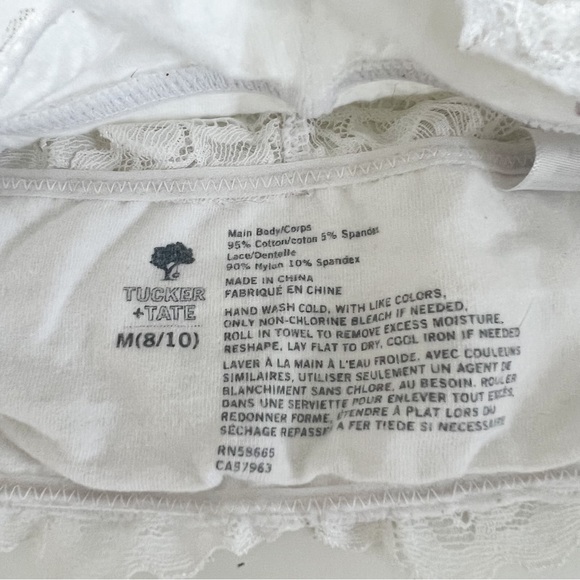 TUCKER
+TATE
M(8/10)
Main Body/Corps
95% Cotton/coton 5% Spandex
Lace/Dentelle
90% Nylon 10% Spandex
MADE IN CHINA
FABRIQUÉ EN CHINE
HAND WASH COLD, WITH LIKE COLORS,
ONLY NON-CHLORINE BLEACH IF NEEDED,
ROLL IN TOWEL TO REMOVE EXCESS MOISTURE.
RESHAPE, LAY FLAT TO DRY, COOL IRON IF NEEDED
LAVER À LA MAIN À L'EAU FROIDE, AVEC COULEURS
SIMILAIRES, UTILISER SEULEMENT UN AGENT DE
BLANCHIMENT SANS CHLORE, AU BESOIN. ROULER
DANS UNE SERVIETTE POUR ENLEVER TOUT EXCÈS.
REDONNER FORME, ÉTENDRE À PLAT LORS DU
SÉCHAGE REPASSER À FER TIEDE SI NECESSAIRE
RN58665
CA97963